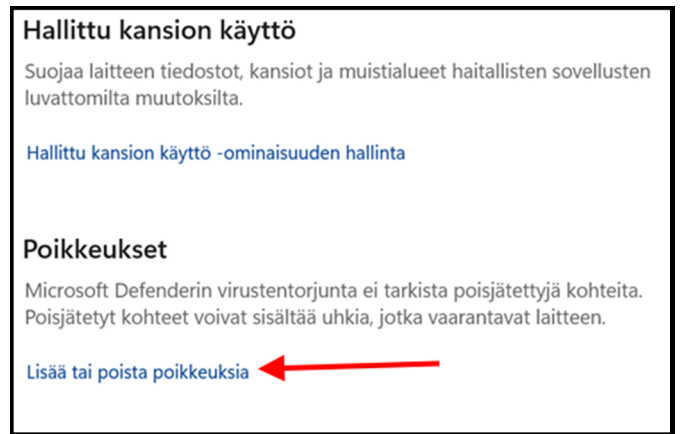 Hallittu kansion käyttö
Suojaa laitteen tiedostot, kansiot ja muistialueet haitallisten sovellusten
luvattomilta muutoksilta.
Hallittu kansion käyttö -ominaisuuden hallinta
Poikkeukset
Microsoft Defenderin virustentorjunta ei tarkista poisjätettyjä kohteita.
Poisjätetyt kohteet voivat sisältää uhkia, jotka vaarantavat laitteen.
Lisää tai poista poikkeuksia